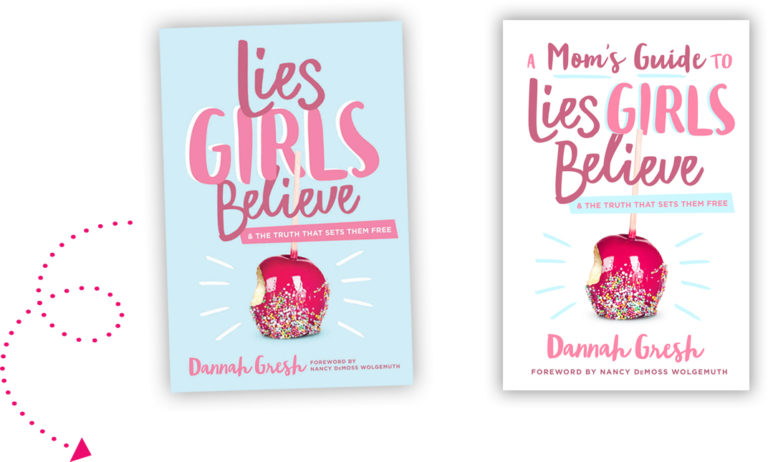 Lies
GIRLS
Believe
& THE TRUTH THAT SETS THEM FREE
Dannah Gresh
FOREWORD BY
NANCY DeMOSS WOLGEMUTH
A Mom's Guide TO
Lies GIRLS
Believe
& THE TRUTH THAT SETS THEM FREE
Dannah Gresh
FOREWORD BY NANCY DeMOSS WOLGEMUTH